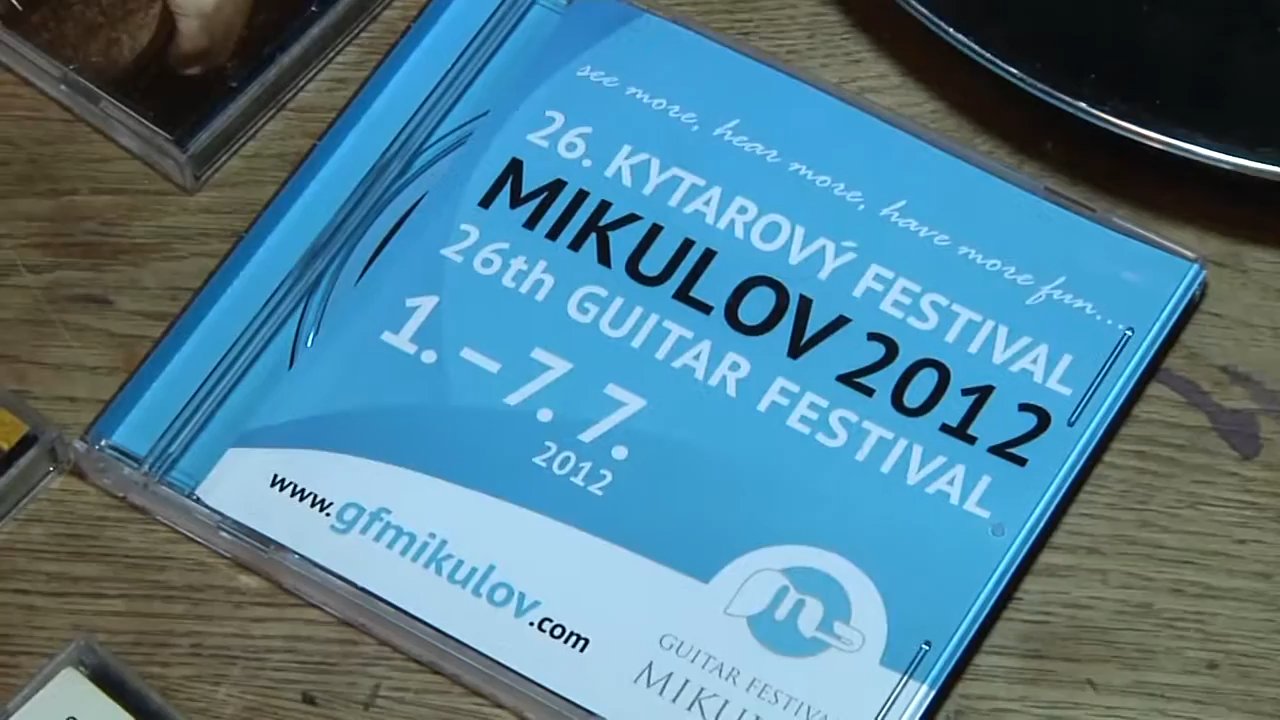 see more, hear more, have more fun...
26. KYTAROVÝ FESTIVAL
MIKULOV 2012
26th GUITAR FESTIVAL
1. – 7. 7.
2012
www.gfmikulov.com
m
GUITAR FESTIVAL